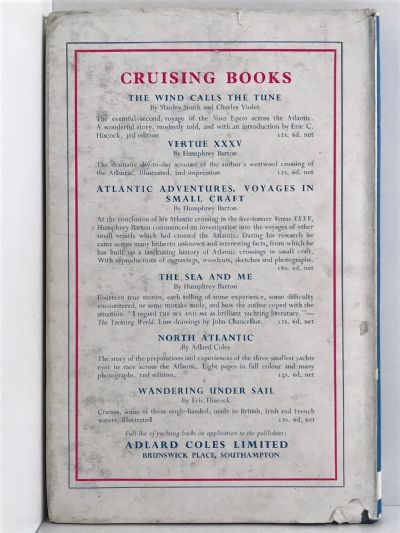 CRUISING BOOKS
THE WIND CALLS THE TUNE
By Stanley Smith and Charles Violet
The eventful second voyage of the Nova Espero across the Atlantic.
A wonderful story, modestly told, and with an introduction by Eric C.
Hiscock, 3rd edition 12s. 6d. net
VERTUE XXXV
By Humphrey Barton
The dramatic day-to-day account of the author's westward crossing of
the Atlantic. Illustrated, 2nd impression 12s. 6d. net
ATLANTIC ADVENTURES, VOYAGES IN
SMALL CRAFT
By Humphrey Barton
At the conclusion of his Atlantic crossing in the five-tonner Vertue XXXV,
Humphrey Barton commenced an investigation into the voyages of other
small vessels which had crossed the Atlantic. During his research he
came across many hitherto unknown and interesting facts, from which he
has built up a fascinating history of Atlantic crossings in small craft.
With reproductions of engravings, woodcuts, sketches and photographs.
18s. 0d. net
THE SEA AND ME
By Humphrey Barton
Fourteen true stories, each telling of some experience, some difficulty
encountered, or some mistake made, and how the author coped with the
situation. "I regard THE SEA AND ME as brilliant yachting literature."—
The Yachting World. Line drawings by John Chancellor. 12s. 6d. net
NORTH ATLANTIC
By Adlard Coles
The story of the preparations and experiences of the three smallest yachts
ever to race across the Atlantic. Eight pages in full colour and many
photographs, 2nd edition. 15s. 6d. net
WANDERING UNDER SAIL
By Eric Hiscock
Cruises, some of them single-handed, made in British, Irish and French
waters, Illustrated 12s. 6d. net
Full list of yachting books on application to the publishers:
ADLARD COLES LIMITED
BRUNSWICK PLACE, SOUTHAMPTON